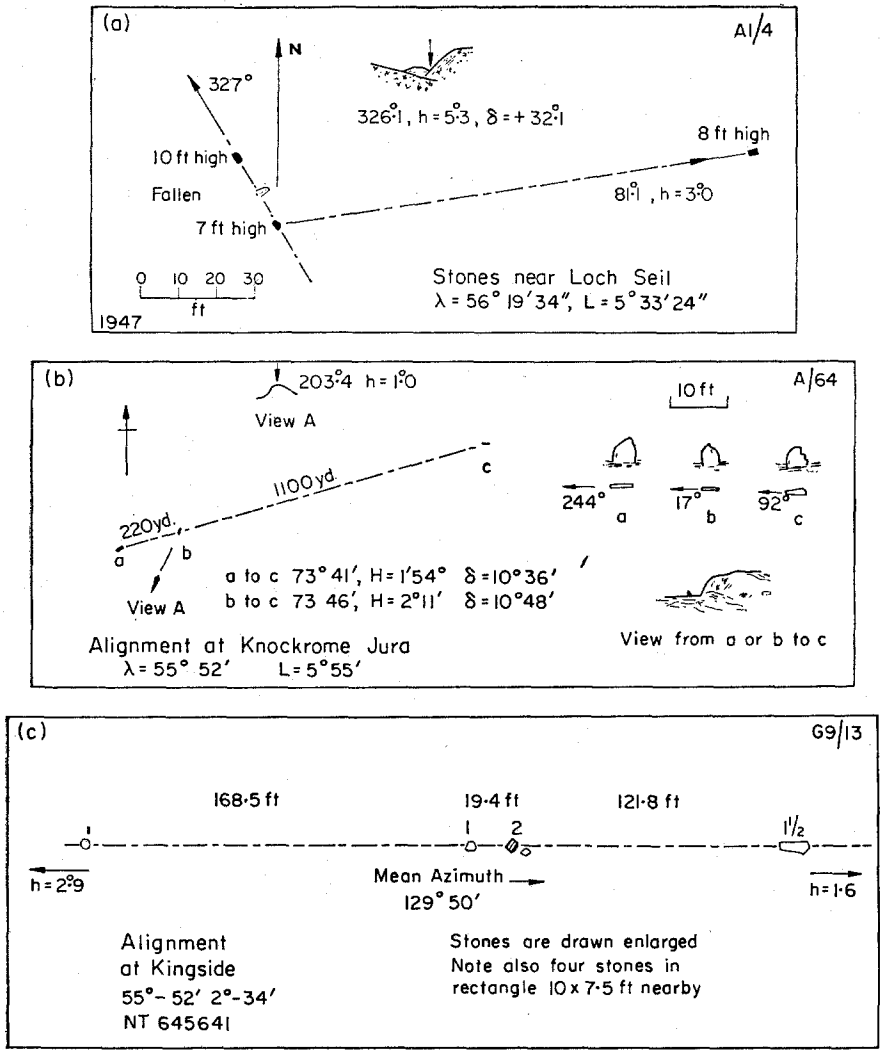 (a)
A1/4
N
327°
326°·1, h = 5°·3, δ = + 32°·1
8 ft high
10 ft high
Fallen
81°·1, h = 3°·0
7 ft high
0 10 20 30
ft
Stones near Loch Seil
λ = 56° 19′ 34″, L = 5° 33′ 24″
1947
(b)
A/64
203°·4 h = 1°·0
View A
10 ft
c
1100 yd.
220 yd.
a
b
244°
17°
92°
a
b
c
View A
a to c 73° 41′, H = 1′54° δ = 10° 36′
b to c 73 46′, H = 2°11′ δ = 10° 48′
View from a or b to c
Alignment at Knockrome Jura
λ = 55° 52′ L = 5° 55′
(c)
G9/13
168·5 ft
19·4 ft
121·8 ft
1
1
2
1 1/2
h = 2°·9
Mean Azimuth
129° 50′
h = 1·6
Alignment
at Kingside
55° - 52′ 2° - 34′
NT 645641
Stones are drawn enlarged
Note also four stones in
rectangle 10 x 7·5 ft nearby